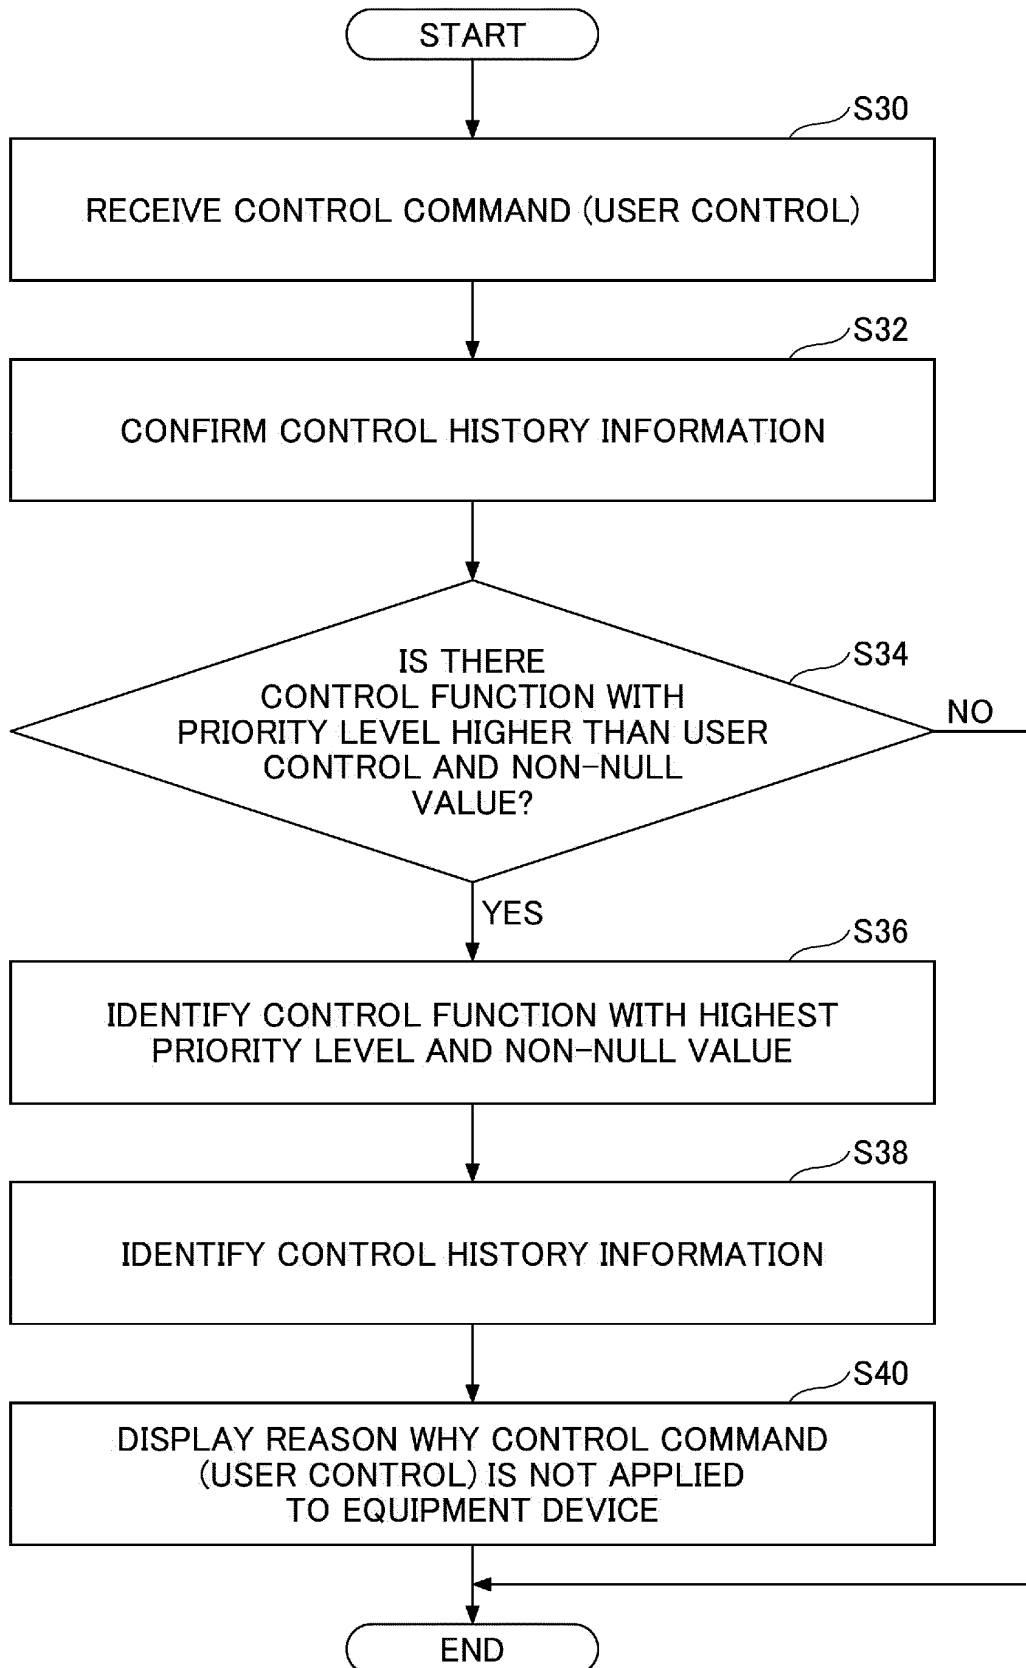 START
S30
RECEIVE CONTROL COMMAND (USER CONTROL)
S32
CONFIRM CONTROL HISTORY INFORMATION
S34
IS THERE
CONTROL FUNCTION WITH
PRIORITY LEVEL HIGHER THAN USER
CONTROL AND NON-NULL
VALUE?
NO
YES
S36
IDENTIFY CONTROL FUNCTION WITH HIGHEST
PRIORITY LEVEL AND NON-NULL VALUE
S38
IDENTIFY CONTROL HISTORY INFORMATION
S40
DISPLAY REASON WHY CONTROL COMMAND
(USER CONTROL) IS NOT APPLIED
TO EQUIPMENT DEVICE
END